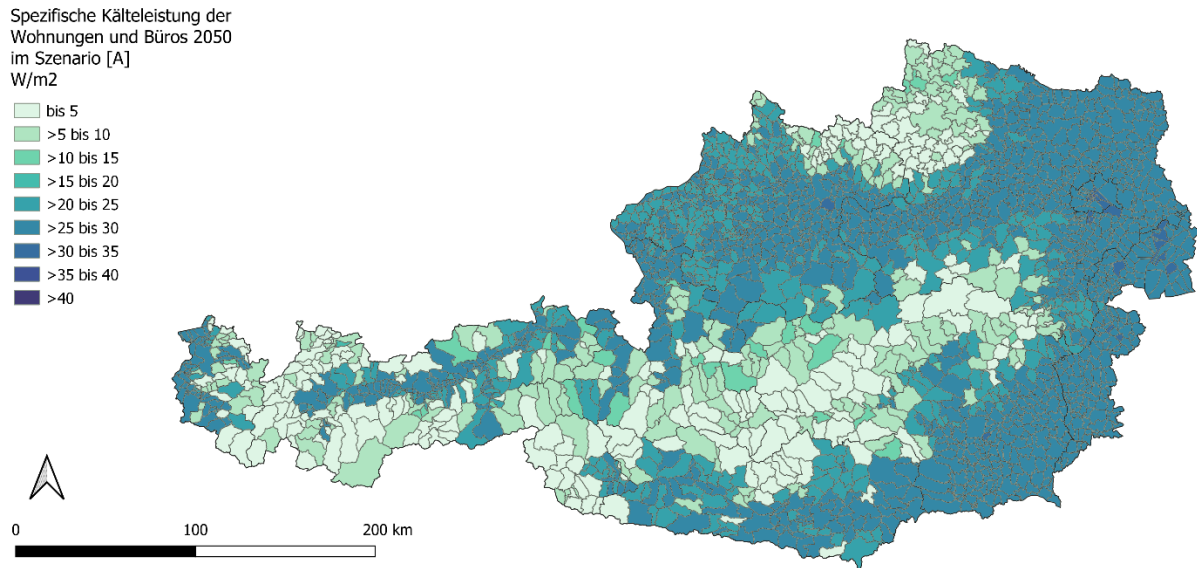 Spezifische Kälteleistung der
Wohnungen und Büros 2050
im Szenario [A]
W/m2
bis 5
>5 bis 10
>10 bis 15
>15 bis 20
>20 bis 25
>25 bis 30
>30 bis 35
>35 bis 40
>40
0 100 200 km